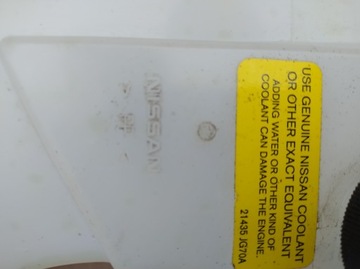 NISSAN
USE GENUINE NISSAN COOLANT
OR OTHER EXACT EQUIVALENT
ADDING WATER OR OTHER KIND OF
COOLANT CAN DAMAGE THE ENGINE.
21435 JG70A